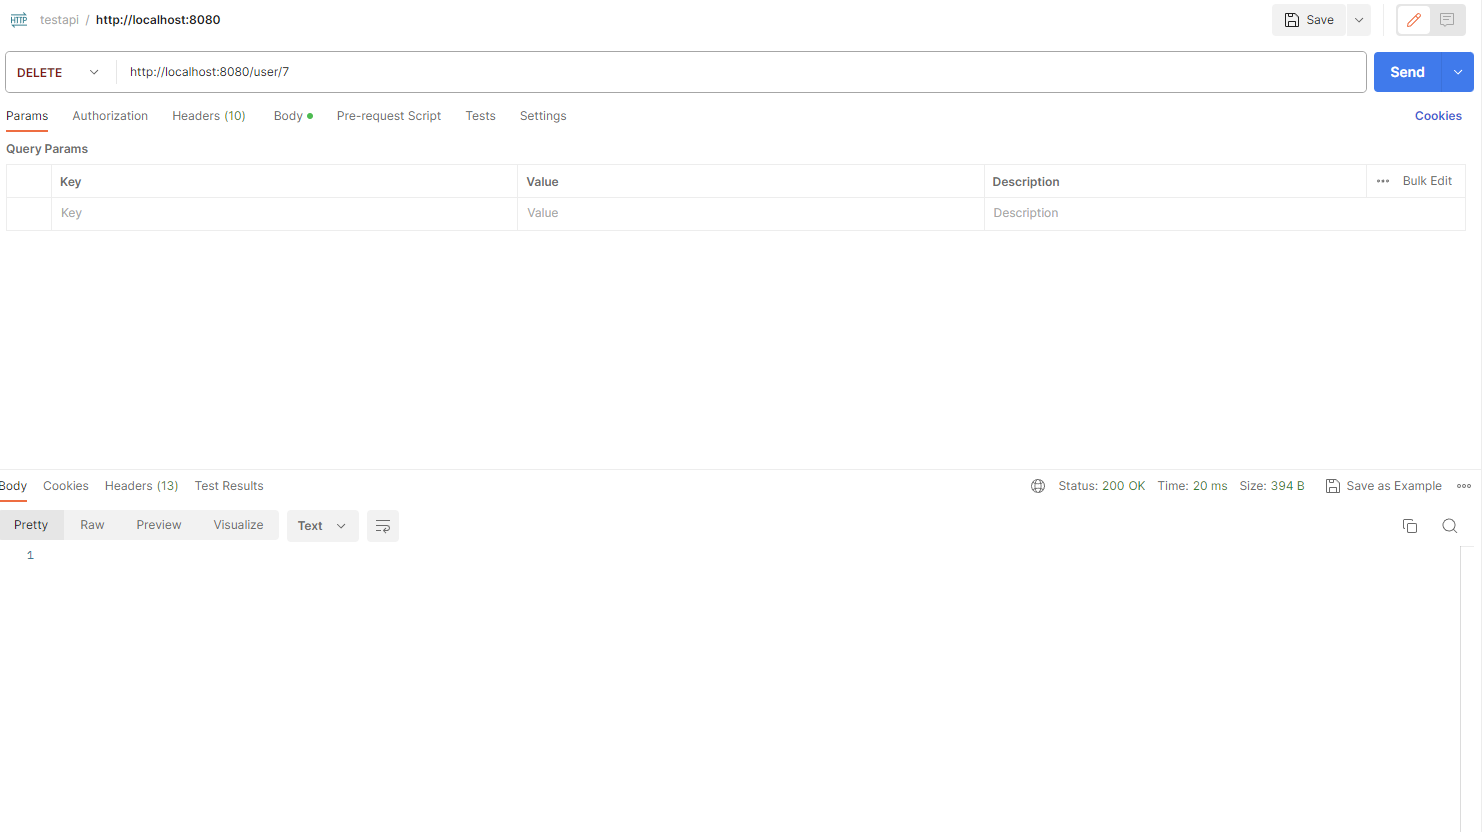 HTTP testapi / http://localhost:8080 Save
DELETE http://localhost:8080/user/7 Send
Params Authorization Headers (10) Body Pre-request Script Tests Settings Cookies
Query Params
Key Value Description ••• Bulk Edit
Key Value Description
Body Cookies Headers (13) Test Results Status: 200 OK Time: 20 ms Size: 394 B Save as Example
Pretty Raw Preview Visualize Text
1